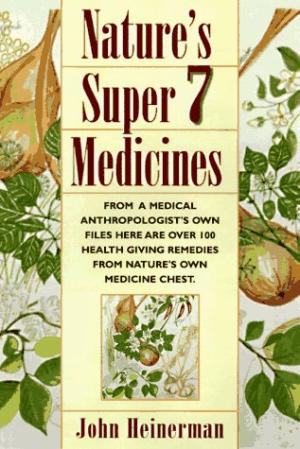 Nature's
Super 7
Medicines
FROM A MEDICAL
ANTHROPOLOGIST'S OWN
FILES HERE ARE OVER 100
HEALTH GIVING REMEDIES
FROM NATURE'S OWN
MEDICINE CHEST.
John Heinerman